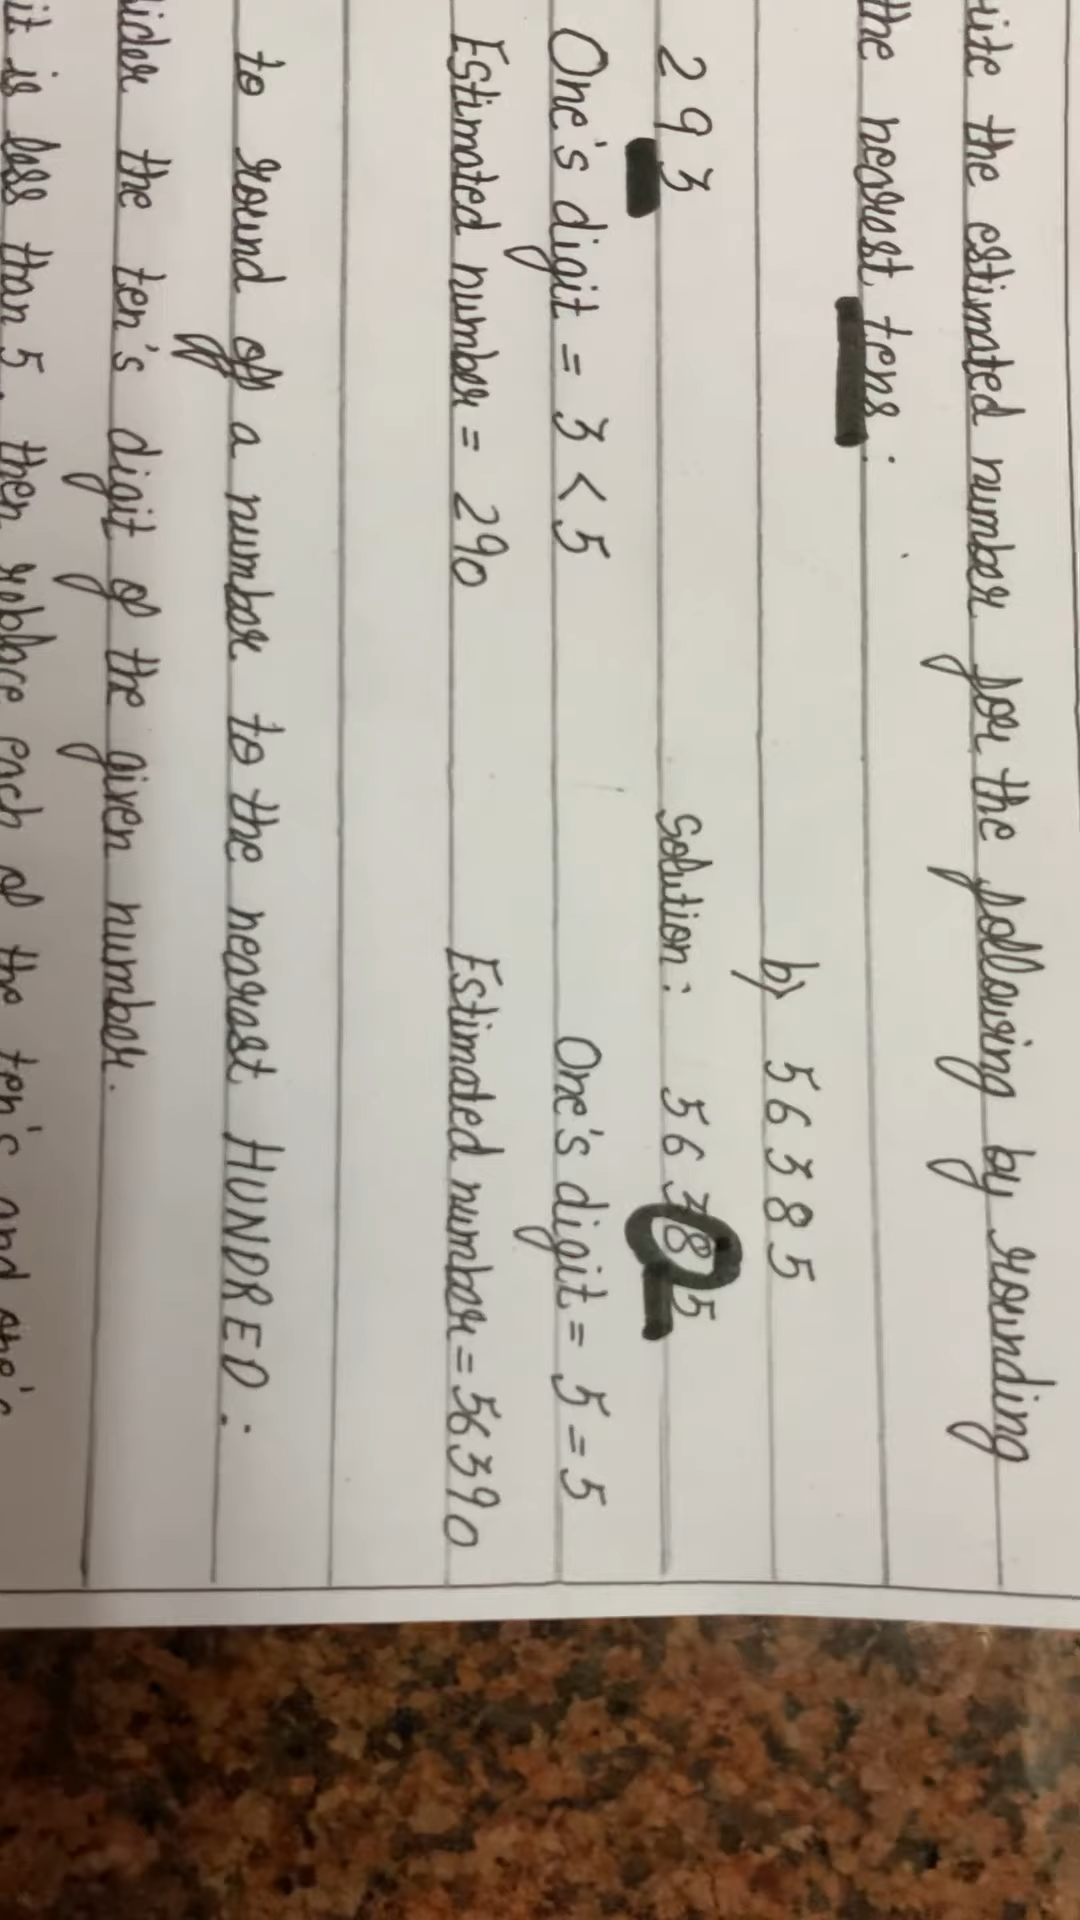 the estimated number for the following by rounding
the nearest tens:
b) 56385
293
Solution: 56385
One's digit = 3 < 5
One's digit = 5 = 5
Estimated number = 290
Estimated number = 56390
to round off a number to the nearest HUNDRED:
the ten's digit of the given number.
it is less than 5, then replace each of the ten's and one's